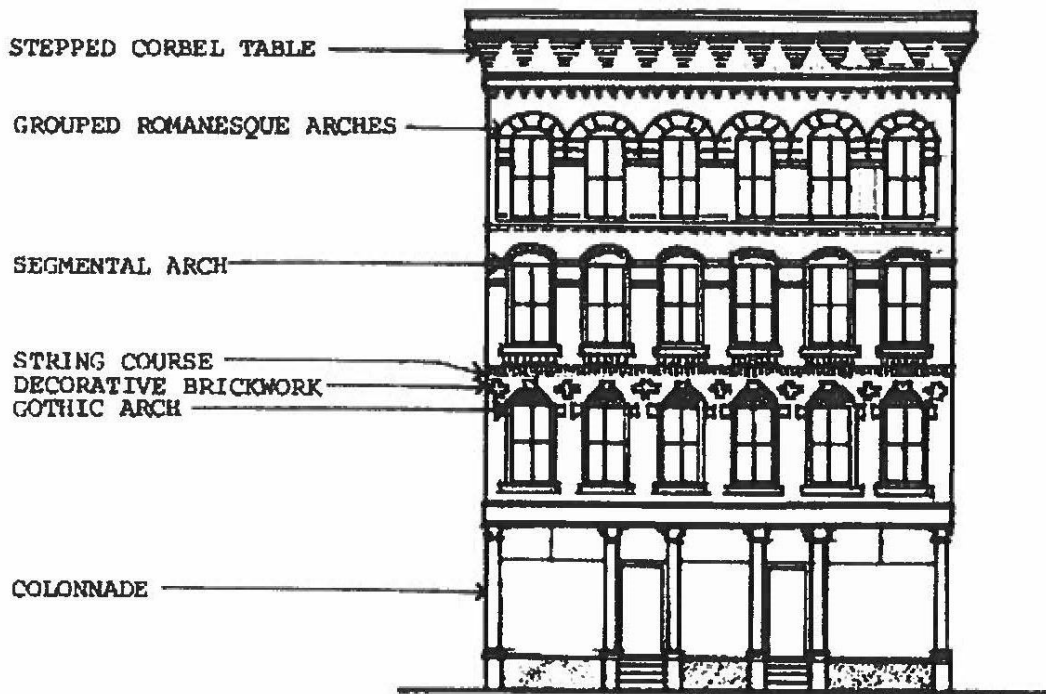 STEPPED CORBEL TABLE
GROUPED ROMANESQUE ARCHES
SEGMENTAL ARCH
STRING COURSE
DECORATIVE BRICKWORK
GOTHIC ARCH
COLONNADE